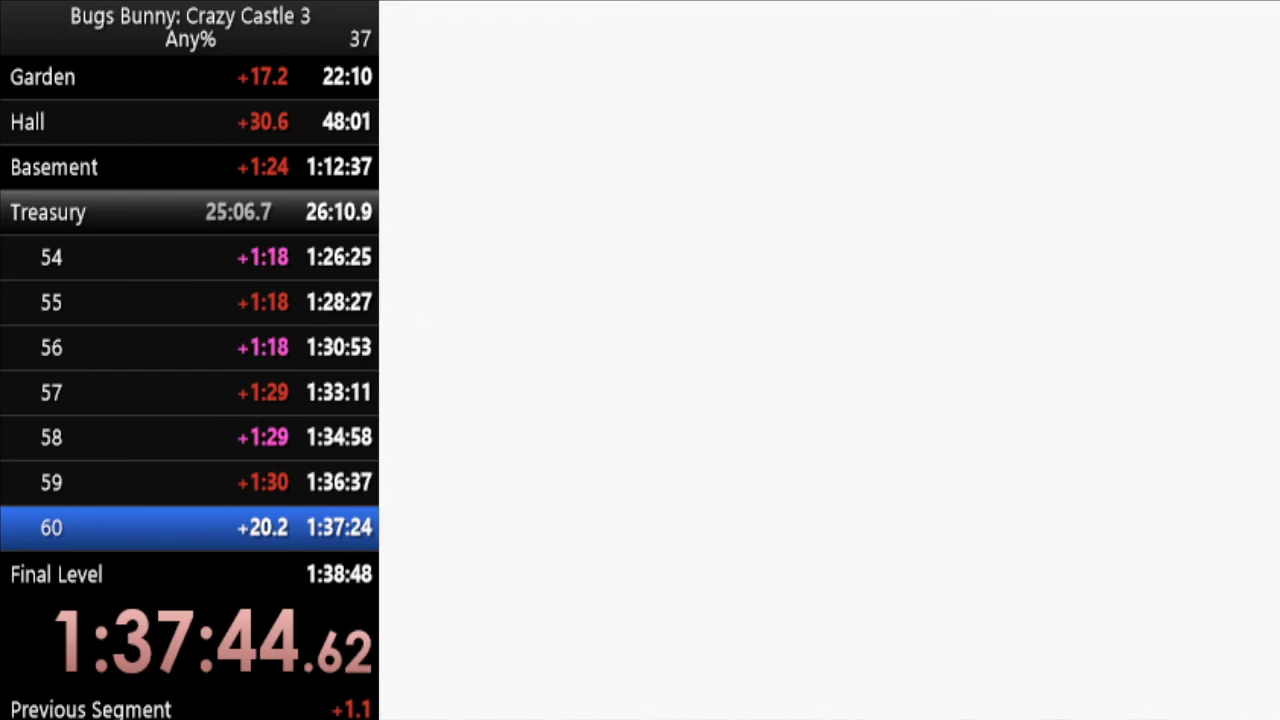 Bugs Bunny: Crazy Castle 3
Any% 37
Garden +17.2 22:10
Hall +30.6 48:01
Basement +1:24 1:12:37
Treasury 25:06.7 26:10.9
54 +1:18 1:26:25
55 +1:18 1:28:27
56 +1:18 1:30:53
57 +1:29 1:33:11
58 +1:29 1:34:58
59 +1:30 1:36:37
60 +20.2 1:37:24
Final Level 1:38:48
1:37:44.62
Previous Segment +1.1